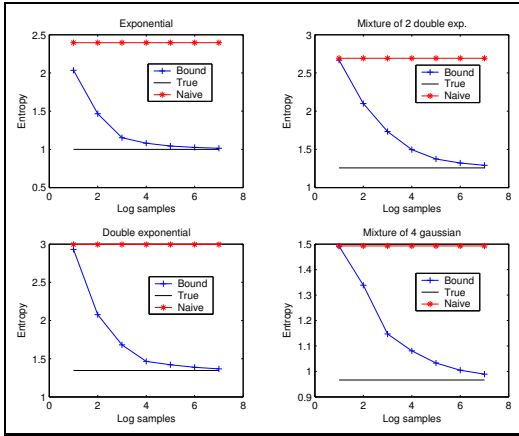 Exponential
2.5
2
1.5
1
0.5
0 2 4 6 8
Entropy
Log samples
Bound
True
Naive
Mixture of 2 double exp.
3
2.5
2
1.5
1
0 2 4 6 8
Entropy
Log samples
Bound
True
Naive
Double exponential
3
2.5
2
1.5
1
0 2 4 6 8
Entropy
Log samples
Bound
True
Naive
Mixture of 4 gaussian
1.5
1.4
1.3
1.2
1.1
1
0.9
0 2 4 6 8
Entropy
Log samples
Bound
True
Naive